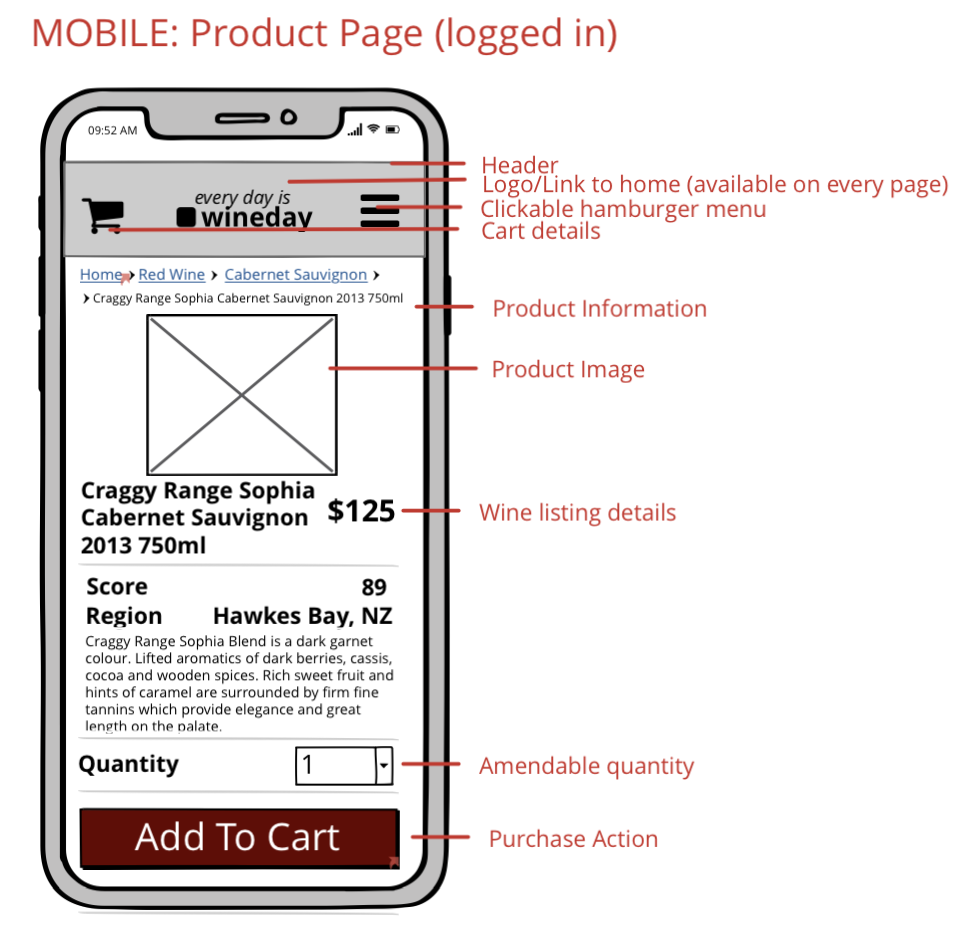 MOBILE: Product Page (logged in)
09:52 AM
Header
Logo/Link to home (available on every page)
every day is
wineday
Clickable hamburger menu
Cart details
Home Red Wine Cabernet Sauvignon
Craggy Range Sophia Cabernet Sauvignon 2013 750ml
Product Information
Product Image
Craggy Range Sophia
Cabernet Sauvignon
2013 750ml
$125
Wine listing details
Score 89
Region Hawkes Bay, NZ
Craggy Range Sophia Blend is a dark garnet
colour. Lifted aromatics of dark berries, cassis,
cocoa and wooden spices. Rich sweet fruit and
hints of caramel are surrounded by firm fine
tannins which provide elegance and great
length on the palate.
Quantity 1
Amendable quantity
Add To Cart
Purchase Action